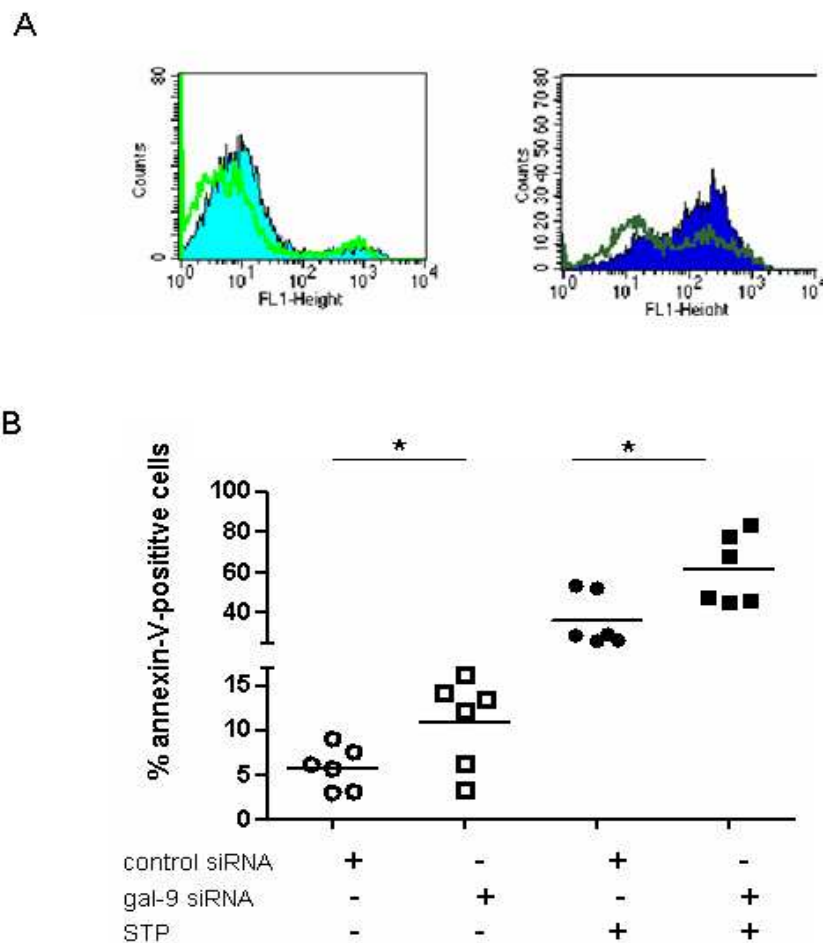 A
80
Counts
0
10^0 10^1 10^2 10^3 10^4
FL1-Height
80
70
60
50
40
30
20
10
0
Counts
10^0 10^1 10^2 10^3 10^4
FL1-Height
B
% annexin-V-posititve cells
* *
100
80
60
40
15
10
5
0
control siRNA + - + -
gal-9 siRNA - + - +
STP - - + +